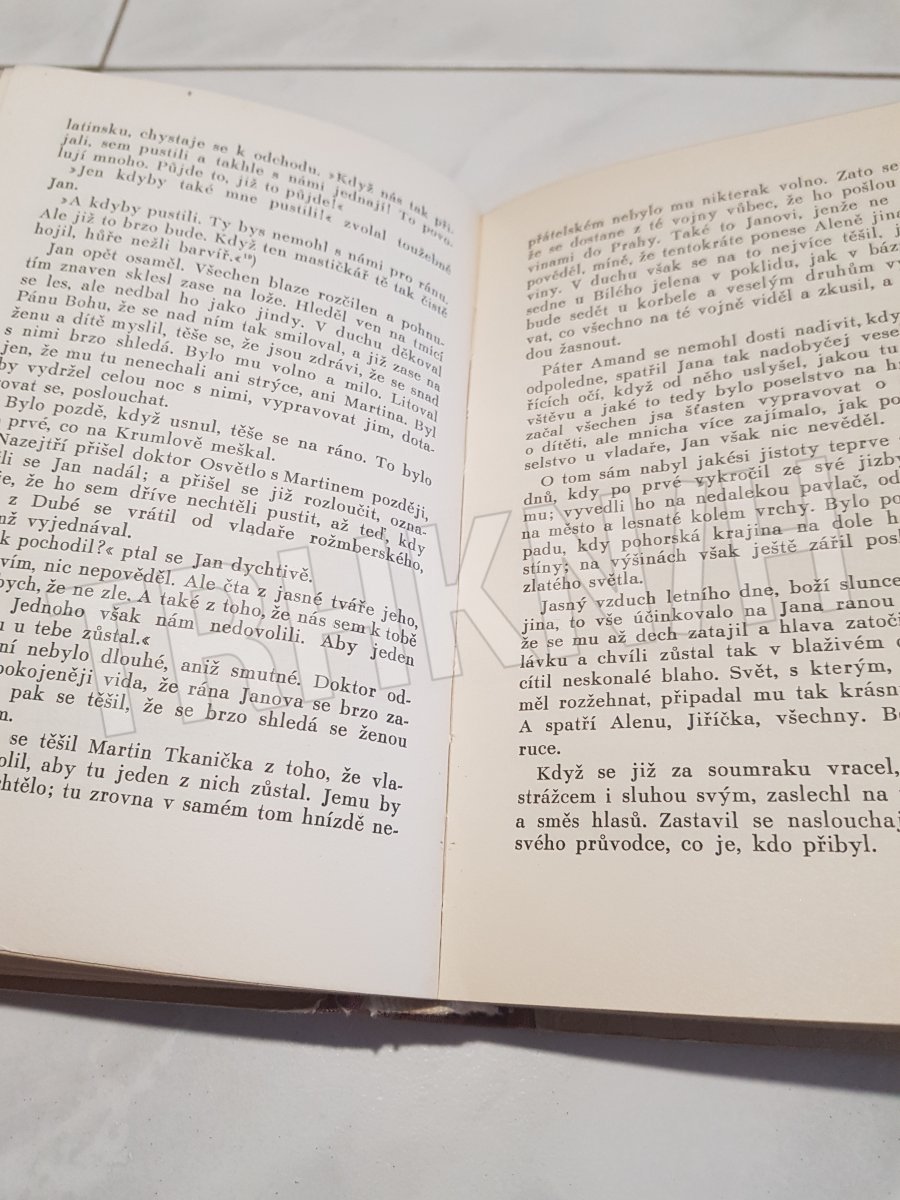 latinsku, chystaje se k odchodu. »Když nás tak při-
jali, sem pustili a takhle s námi jednají! To povo-
lují mnoho. Půjde to, již to půjde!«
»Jen kdyby také mne pustili!« zvolal toužebně
Jan.
»A kdyby pustili. Ty bys nemohl s námi pro ránu.
Ale již to brzo bude. Když ten mastičkář tě tak čistě
hojil, hůře nežli barvíř.«¹⁹)
Jan opět osaměl. Všechen blaze rozčilen a pohnu-
tím znaven sklesl zase na lože. Hleděl ven na tmící
se les, ale nedbal ho jako jindy. V duchu děkoval
Pánu Bohu, že se nad ním tak smiloval, a již zase na
ženu a dítě myslil, těše se, že jsou zdrávi, že se snad
s nimi brzo shledá. Bylo mu volno a milo. Litoval
jen, že mu tu nenechali ani strýce, ani Martina. Byl
by vydržel celou noc s nimi, vypravovat jim, dota-
ovat se, poslouchat.
Bylo pozdě, když usnul, těše se na ráno. To bylo
prvé, co na Krumlově meškal.
Nazejtří přišel doktor Osvětlo s Martinem později,
li se Jan nadál; a přišel se již rozloučit, ozna-
je, že ho sem dříve nechtěli pustit, až teď, kdy
z Dubé se vrátil od vladaře rožmberského,
mž vyjednával.
k pochodil?« ptal se Jan dychtivě.
vím, nic nepověděl. Ale čta z jasné tváře jeho,
bych, že ne zle. A také z toho, že nás sem k tobě
Jednoho však nám nedovolili. Aby jeden
u tebe zůstal.«
ní nebylo dlouhé, aniž smutné. Doktor od-
pokojeněji vida, že rána Janova se brzo za-
pak se těšil, že se brzo shledá se ženou
m.
se těšil Martin Tkanička z toho, že vla-
olil, aby tu jeden z nich zůstal. Jemu by
chtělo; tu zrovna v samém tom hnízdě ne-
přátelském nebylo mu nikterak volno. Zato se
že se dostane z té vojny vůbec, že ho pošlou
vinami do Prahy. Také to Janovi, jenže ne
pověděl, míně, že tentokráte ponese Aleně jiné
viny. V duchu však se na to nejvíce těšil, j
sedne u Bílého jelena v poklidu, jak v bázi
bude sedět u korbele a veselým druhům vy
vat, co všechno na té vojně viděl a zkusil, a
dou žasnout.
Páter Amand se nemohl dosti nadivit, kdy
odpoledne, spatřil Jana tak nadobyčej vese
řících očí, když od něho uslyšel, jakou tu
vštěvu a jaké to tedy bylo poselstvo na h
začal všechen jsa šťasten vypravovat o
o dítěti, ale mnicha více zajímalo, jak po
selstvo u vladaře, Jan však nic nevěděl.
O tom sám nabyl jakési jistoty teprve
dnů, kdy po prvé vykročil ze své jizb
mu; vyvedli ho na nedalekou pavlač, od
na město a lesnaté kolem vrchy. Bylo po
padu, kdy pohorská krajina na dole h
stíny; na výšinách však ještě zářil posl
zlatého světla.
Jasný vzduch letního dne, boží slunce
jina, to vše účinkovalo na Jana ránou
že se mu až dech zatajil a hlava zatoči
lávku a chvíli zůstal tak v blaživém o
cítil neskonalé blaho. Svět, s kterým,
měl rozžehnat, připadal mu tak krásn
A spatří Alenu, Jiříčka, všechny. B
ruce.
Když se již za soumraku vracel,
strážcem i sluhou svým, zaslechl na
a směs hlasů. Zastavil se naslouchaj
svého průvodce, co je, kdo přibyl.
TRHKNIH